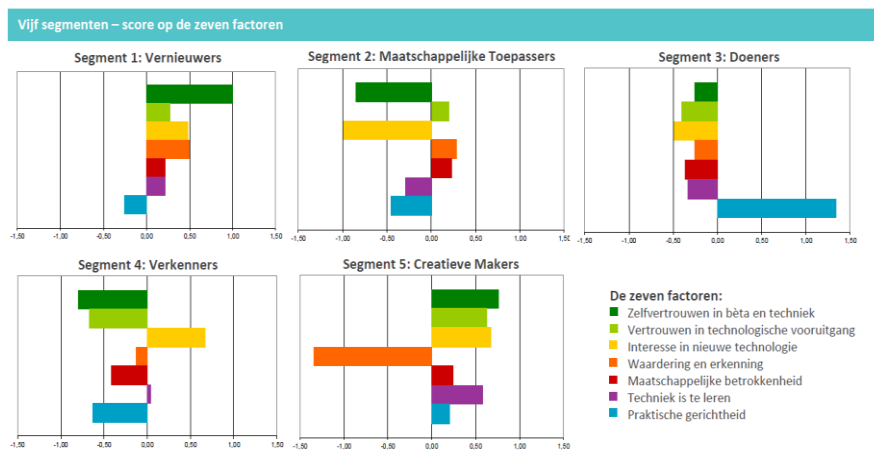 Vijf segmenten – score op de zeven factoren
Segment 1: Vernieuwers
-1,50 -1,00 -0,50 0,00 0,50 1,00 1,50
Segment 2: Maatschappelijke Toepassers
-1,50 -1,00 -0,50 0,00 0,50 1,00 1,50
Segment 3: Doeners
-1,50 -1,00 -0,50 0,00 0,50 1,00 1,50
Segment 4: Verkenners
-1,50 -1,00 -0,50 0,00 0,50 1,00 1,50
Segment 5: Creatieve Makers
-1,50 -1,00 -0,50 0,00 0,50 1,00 1,50
De zeven factoren:
Zelfvertrouwen in bèta en techniek
Vertrouwen in technologische vooruitgang
Interesse in nieuwe technologie
Waardering en erkenning
Maatschappelijke betrokkenheid
Techniek is te leren
Praktische gerichtheid